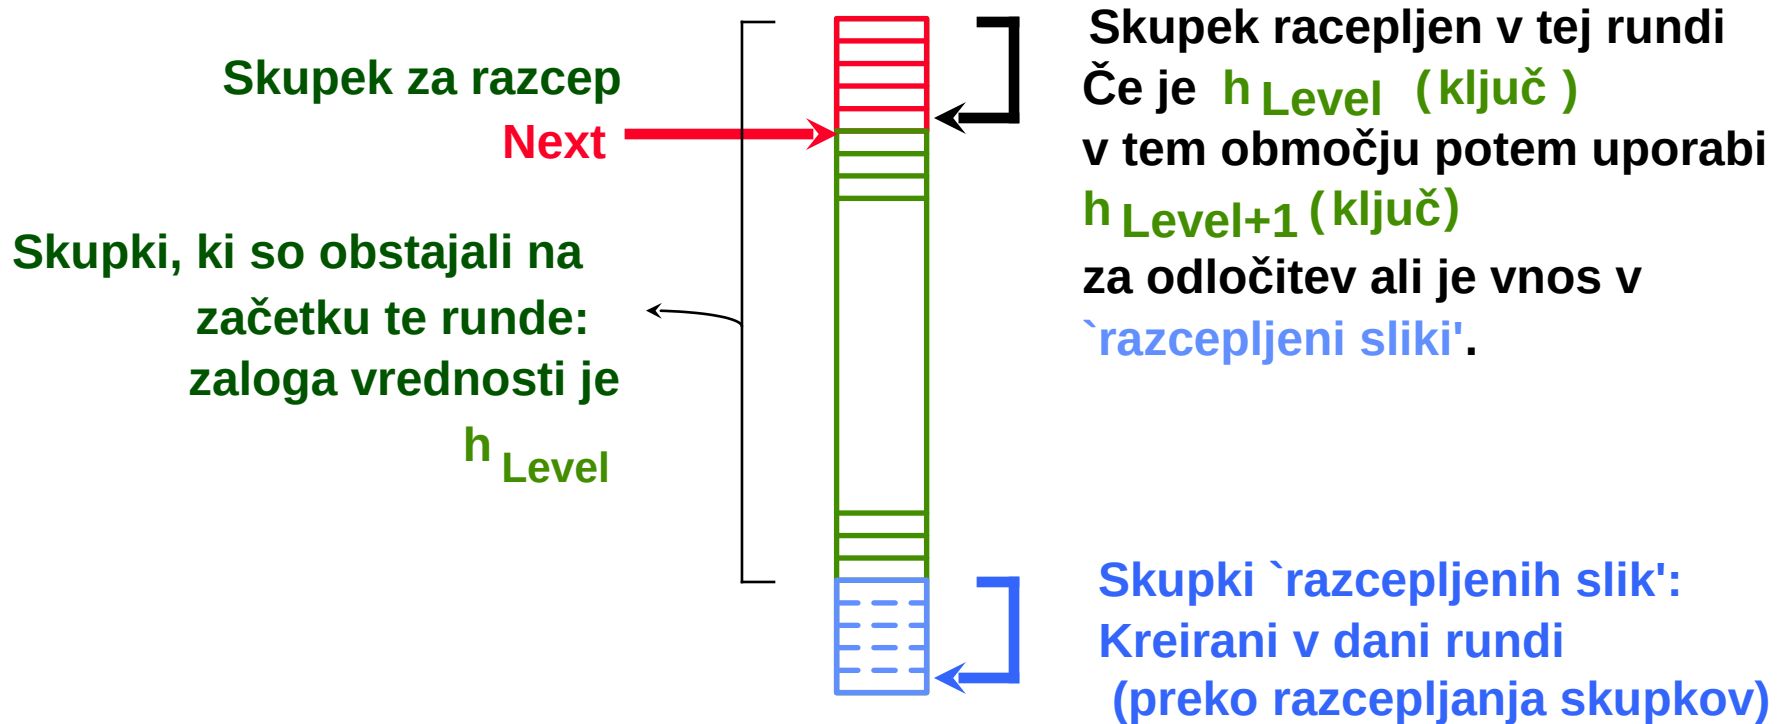 Skupek za razcep
Next
Skupki, ki so obstajali na
začetku te runde:
zaloga vrednosti je
h Level
Skupek racepljen v tej rundi
Če je h Level (ključ )
v tem območju potem uporabi
h Level+1 (ključ)
za odločitev ali je vnos v
`razcepljeni sliki'.
Skupki `razcepljenih slik':
Kreirani v dani rundi
(preko razcepljanja skupkov)